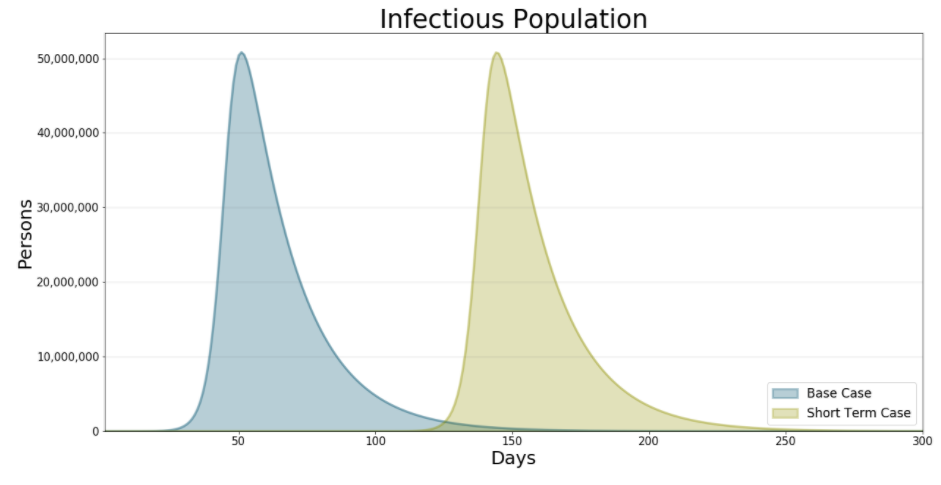 Infectious Population
Persons
50,000,000
40,000,000
30,000,000
20,000,000
10,000,000
0
50
100
150
200
250
300
Days
Base Case
Short Term Case